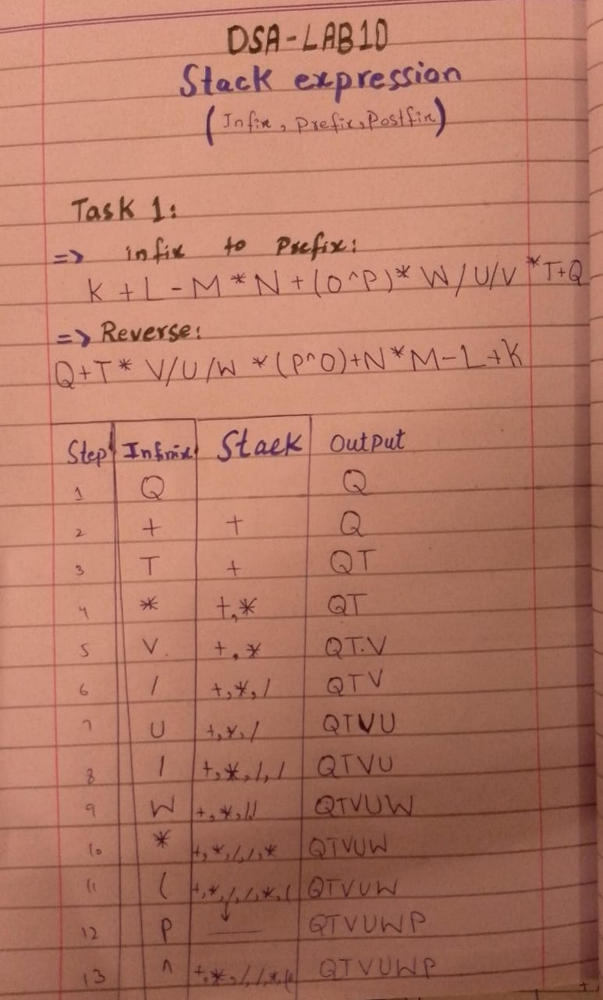 DSA-LAB10
Stack expression
(Infix, Prefix, Postfix)
Task 1:
=> infix to Prefix:
K+L-M*N+(O^P)*W/U/V*T+Q
=> Reverse:
Q+T*V/U/W*(P^O)+N*M-L+K
Step Infnix Stack Output
1 Q Q
2 + + Q
3 T + QT
4 * +,* QT
5 V. +,* QT.V
6 / +,*,/ QTV
7 U +,*,/ QTVU
8 / +,*,/,/ QTVU
9 W +,*,// QTVUW
10 * +,*,/,/,* QTVUW
11 ( +,*,/,/,*,( QTVUW
12 P ↓ — QTVUWP
13 ^ +,*,/,/,*,( QTVUWP